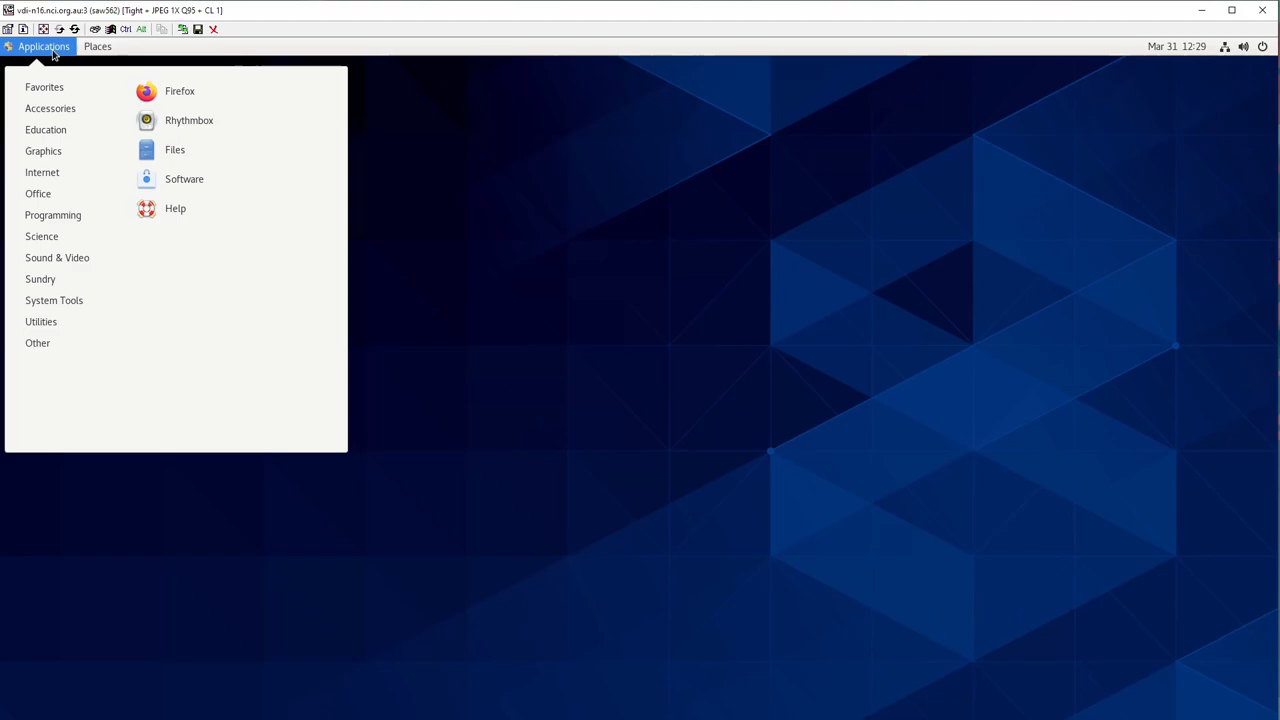 vdi-n16.nci.org.au:3 (saw562) [Tight + JPEG 1X Q95 + CL 1]
Ctrl Alt
Applications Places Mar 31 12:29
Favorites
Accessories
Education
Graphics
Internet
Office
Programming
Science
Sound & Video
Sundry
System Tools
Utilities
Other
Firefox
Rhythmbox
Files
Software
Help